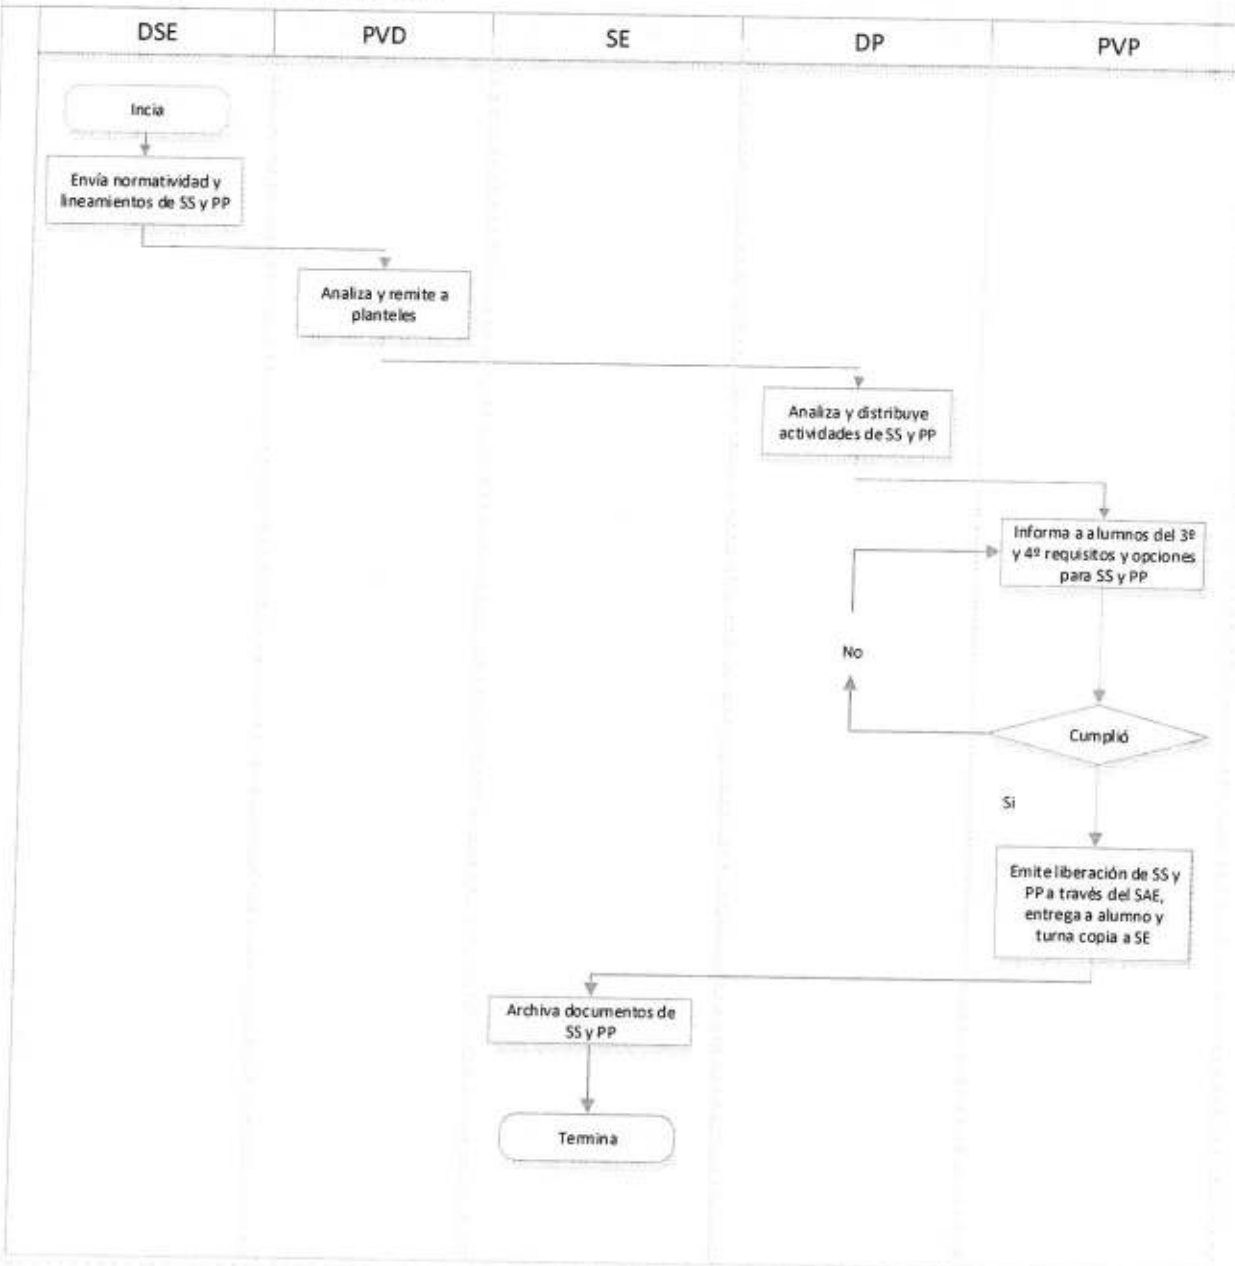 DSE
PVD
SE
DP
PVP
Incia
Envía normatividad y
lineamientos de SS y PP
Analiza y remite a
planteles
Analiza y distribuye
actividades de SS y PP
Informa a alumnos del 3º
y 4º requisitos y opciones
para SS y PP
No
Cumplió
Si
Emite liberación de SS y
PP a través del SAE,
entrega a alumno y
turna copia a SE
Archiva documentos de
SS y PP
Termina